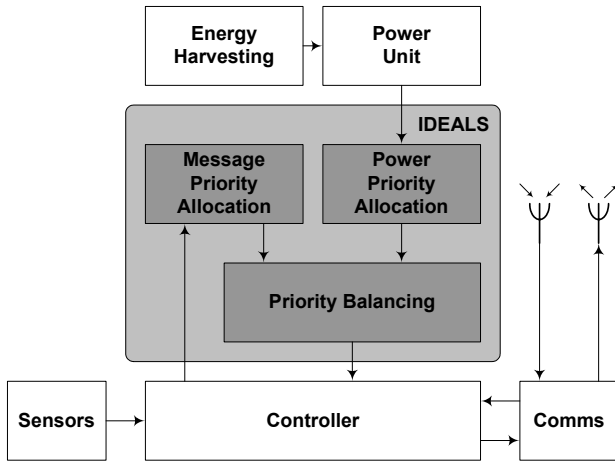 Energy
Harvesting
Power
Unit
IDEALS
Message
Priority
Allocation
Power
Priority
Allocation
Priority Balancing
Sensors
Controller
Comms